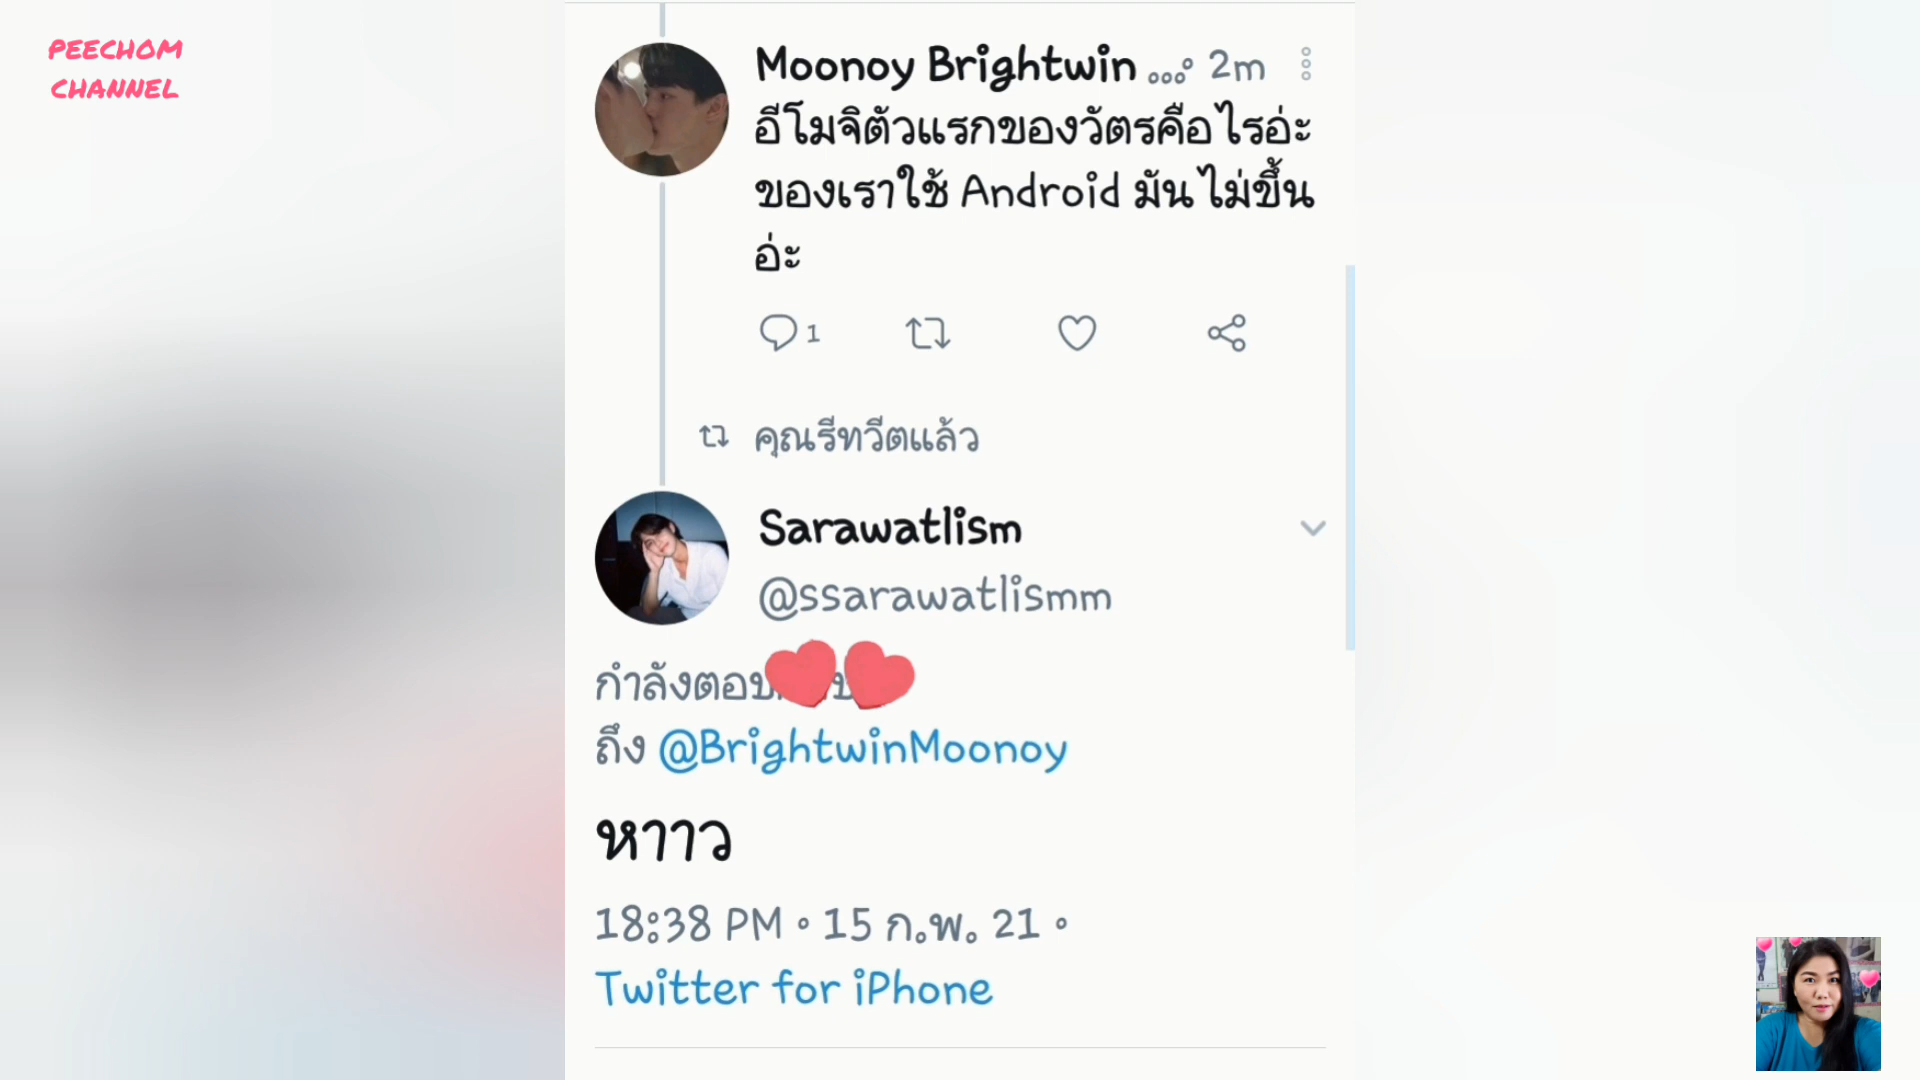 PEECHOM
CHANNEL
Moonoy Brightwin ... 2m
อีโมจิตัวแรกของวัตรคือไรอ่ะ
ของเราใช้ Android มันไม่ขึ้น
อ่ะ
1
คุณรีทวีตแล้ว
Sarawatlism
@ssarawatlismm
กำลังตอบ
ถึง @BrightwinMoonoy
หาาว
18:38 PM • 15 ก.พ. 21 •
Twitter for iPhone